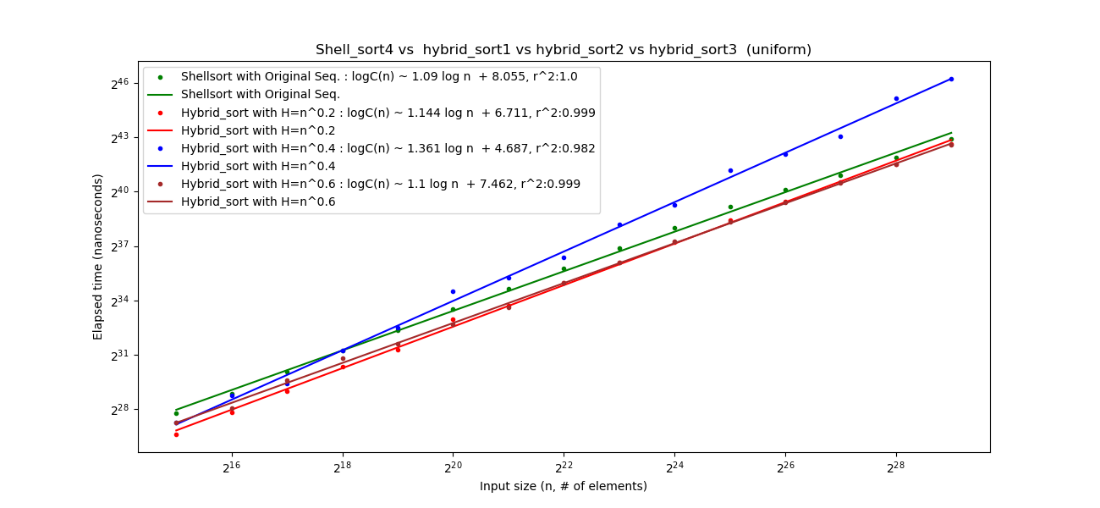 Shell_sort4 vs  hybrid_sort1 vs hybrid_sort2 vs hybrid_sort3  (uniform)
Shellsort with Original Seq. : logC(n) ~ 1.09 log n  + 8.055, r^2:1.0
Shellsort with Original Seq.
Hybrid_sort with H=n^0.2 : logC(n) ~ 1.144 log n  + 6.711, r^2:0.999
Hybrid_sort with H=n^0.2
Hybrid_sort with H=n^0.4 : logC(n) ~ 1.361 log n  + 4.687, r^2:0.982
Hybrid_sort with H=n^0.4
Hybrid_sort with H=n^0.6 : logC(n) ~ 1.1 log n  + 7.462, r^2:0.999
Hybrid_sort with H=n^0.6
Elapsed time (nanoseconds)
2^46
2^43
2^40
2^37
2^34
2^31
2^28
2^16 2^18 2^20 2^22 2^24 2^26 2^28
Input size (n, # of elements)